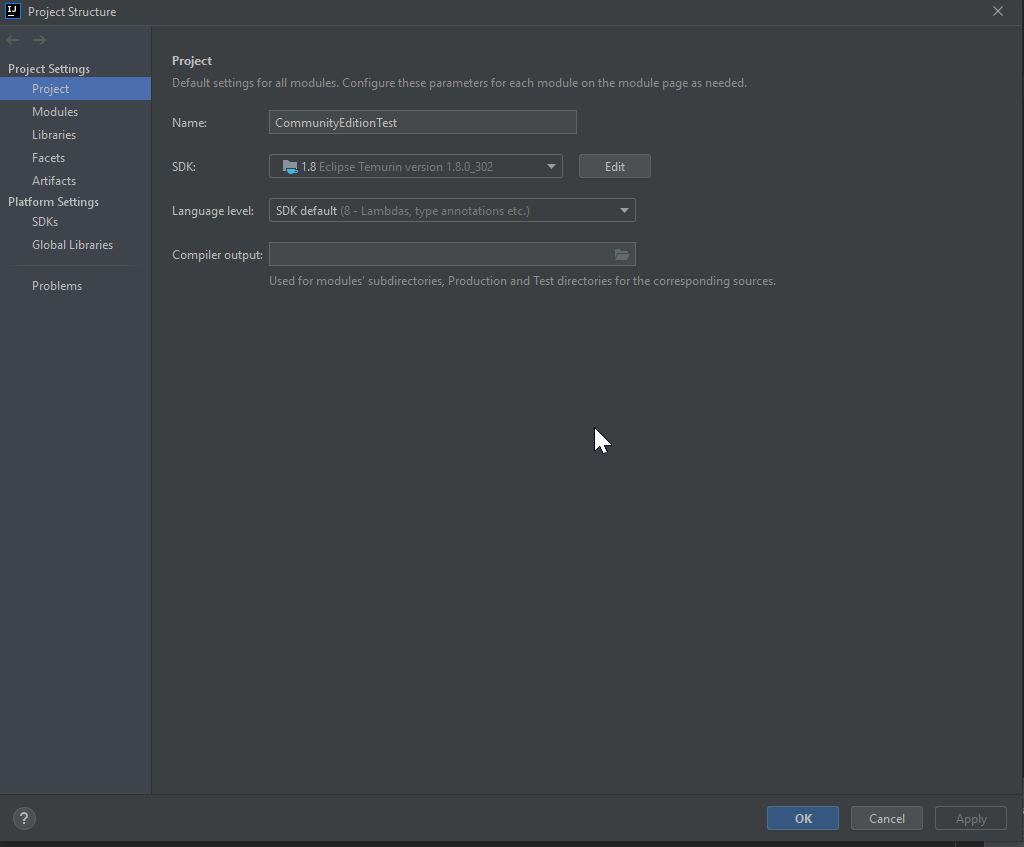 IJ Project Structure
Project Settings
Project
Modules
Libraries
Facets
Artifacts
Platform Settings
SDKs
Global Libraries
Problems
Project
Default settings for all modules. Configure these parameters for each module on the module page as needed.
Name: CommunityEditionTest
SDK: 1.8 Eclipse Temurin version 1.8.0_302 Edit
Language level: SDK default (8 - Lambdas, type annotations etc.)
Compiler output:
Used for modules' subdirectories, Production and Test directories for the corresponding sources.
? OK Cancel Apply